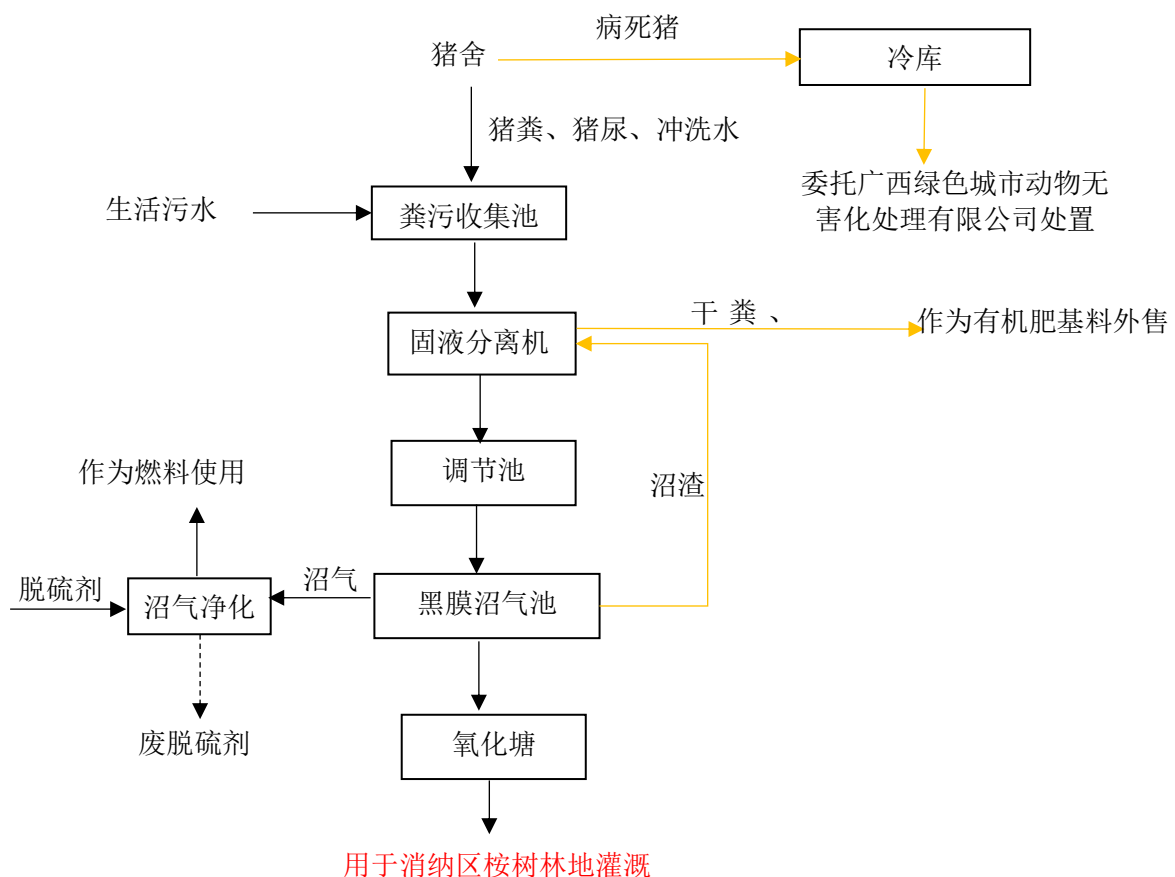 病死猪
猪舍
冷库
猪粪、猪尿、冲洗水
委托广西绿色城市动物无
害化处理有限公司处置
生活污水
粪污收集池
干 粪 、
作为有机肥基料外售
固液分离机
调节池
作为燃料使用
沼渣
沼气
脱硫剂
沼气净化
黑膜沼气池
废脱硫剂
氧化塘
用于消纳区桉树林地灌溉